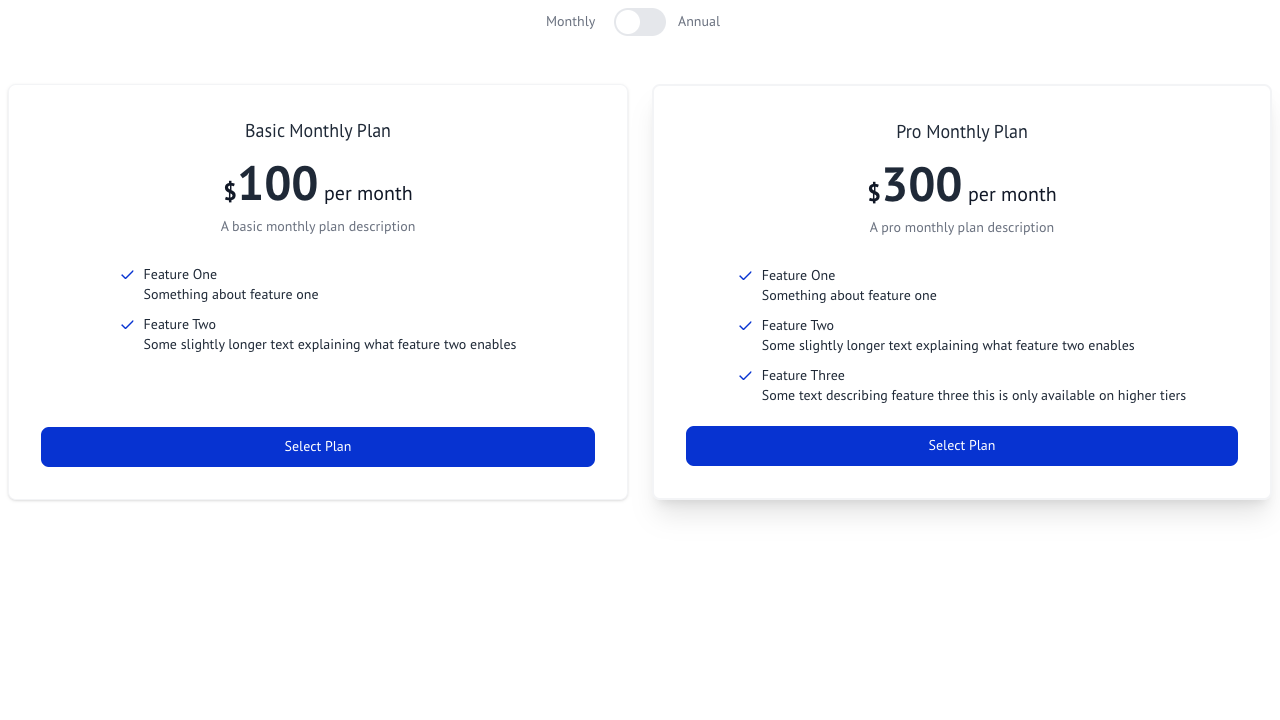 Monthly Annual
Basic Monthly Plan
$100 per month
A basic monthly plan description
Feature One
Something about feature one
Feature Two
Some slightly longer text explaining what feature two enables
Select Plan
Pro Monthly Plan
$300 per month
A pro monthly plan description
Feature One
Something about feature one
Feature Two
Some slightly longer text explaining what feature two enables
Feature Three
Some text describing feature three this is only available on higher tiers
Select Plan